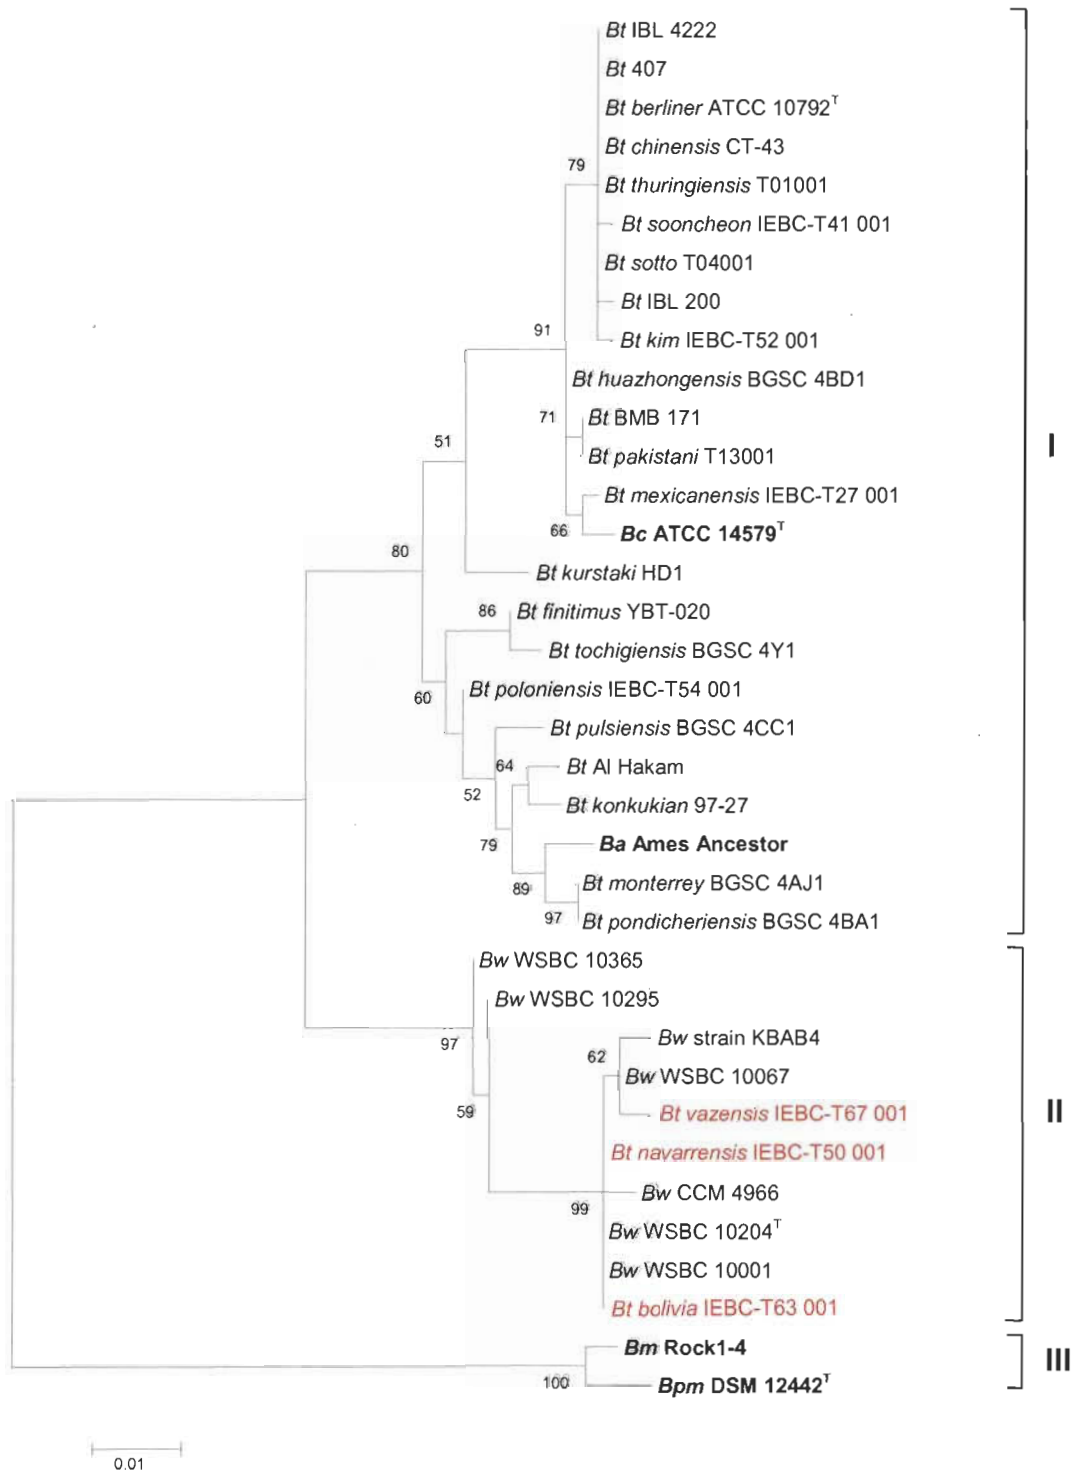 Bt IBL 4222
Bt 407
Bt berliner ATCC 10792T
Bt chinensis CT-43
79
Bt thuringiensis T01001
Bt sooncheon IEBC-T41 001
Bt sotto T04001
Bt IBL 200
91
Bt kim IEBC-T52 001
Bt huazhongensis BGSC 4BD1
71
Bt BMB 171
51
I
Bt pakistani T13001
Bt mexicanensis IEBC-T27 001
66
Bc ATCC 14579T
80
Bt kurstaki HD1
86
Bt finitimus YBT-020
Bt tochigiensis BGSC 4Y1
60
Bt poloniensis IEBC-T54 001
Bt pulsiensis BGSC 4CC1
64
Bt Al Hakam
52
Bt konkukian 97-27
79
Ba Ames Ancestor
89
Bt monterrey BGSC 4AJ1
97
Bt pondicheriensis BGSC 4BA1
Bw WSBC 10365
Bw WSBC 10295
97
Bw strain KBAB4
62
Bw WSBC 10067
59
Bt vazensis IEBC-T67 001
II
Bt navarrensis IEBC-T50 001
Bw CCM 4966
99
Bw WSBC 10204T
Bw WSBC 10001
Bt bolivia IEBC-T63 001
Bm Rock1-4
III
100
Bpm DSM 12442T
0.01